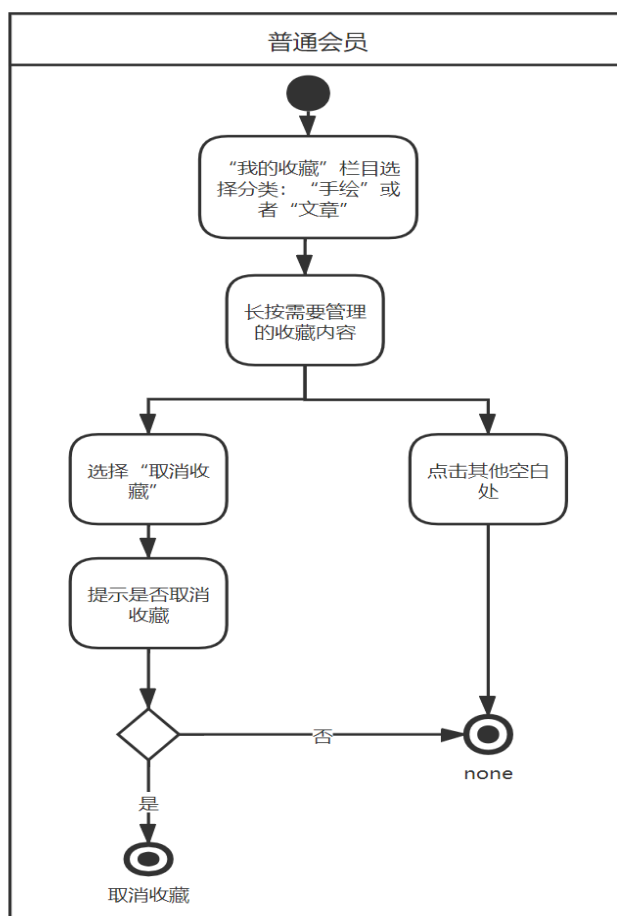 普通会员
“我的收藏”栏目选
择分类：“手绘”或
者“文章”
长按需要管理
的收藏内容
选择“取消收
藏”
点击其他空白
处
提示是否取消
收藏
否
none
是
取消收藏